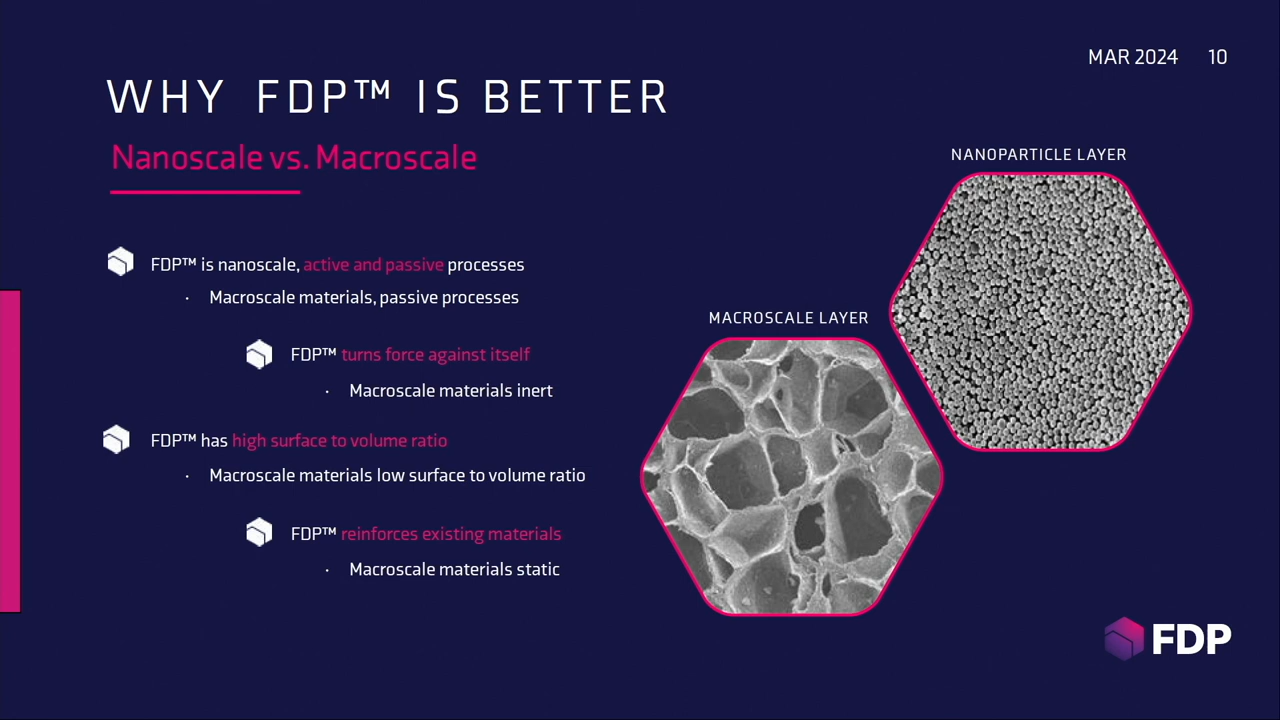 MAR 2024 10
WHY FDP™ IS BETTER
Nanoscale vs. Macroscale
NANOPARTICLE LAYER
MACROSCALE LAYER
FDP™ is nanoscale, active and passive processes
· Macroscale materials, passive processes
FDP™ turns force against itself
· Macroscale materials inert
FDP™ has high surface to volume ratio
· Macroscale materials low surface to volume ratio
FDP™ reinforces existing materials
· Macroscale materials static
FDP